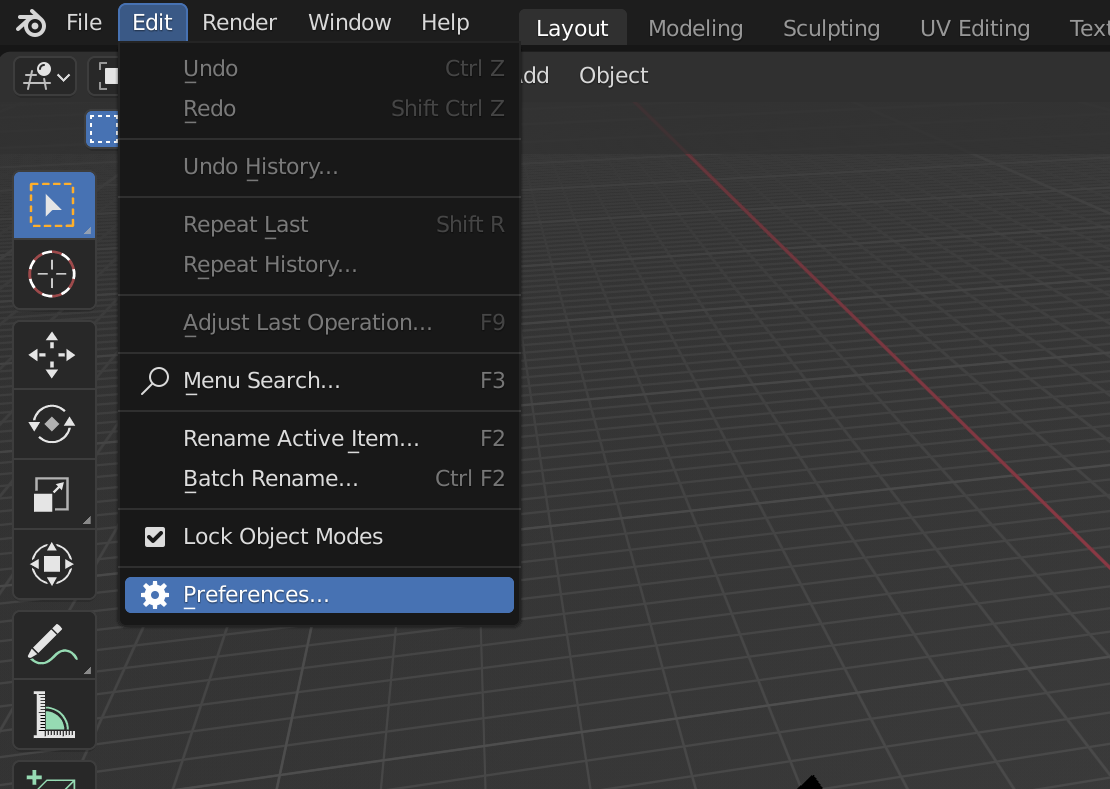 File Edit Render Window Help Layout Modeling Sculpting UV Editing
Object
Undo Ctrl Z
Redo Shift Ctrl Z
Undo History...
Repeat Last Shift R
Repeat History...
Adjust Last Operation... F9
Menu Search... F3
Rename Active Item... F2
Batch Rename... Ctrl F2
Lock Object Modes
Preferences...